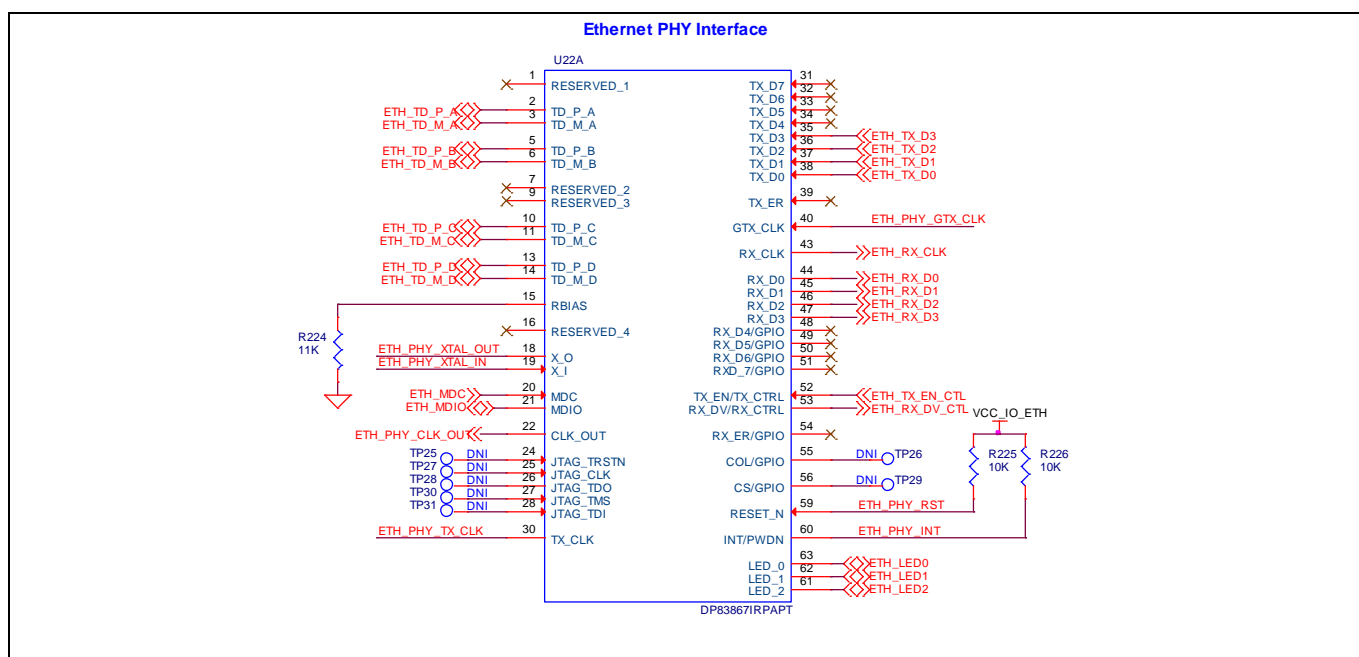 Ethernet PHY Interface
U22A
1 RESERVED_1
ETH_TD_P_A 2 TD_P_A
ETH_TD_M_A 3 TD_M_A
ETH_TD_P_B 5 TD_P_B
ETH_TD_M_B 6 TD_M_B
7 RESERVED_2
9 RESERVED_3
ETH_TD_P_C 10 TD_P_C
ETH_TD_M_C 11 TD_M_C
ETH_TD_P_D 13 TD_P_D
ETH_TD_M_D 14 TD_M_D
15 RBIAS
R224
11K
16 RESERVED_4
ETH_PHY_XTAL_OUT 18 X_O
ETH_PHY_XTAL_IN 19 X_I
ETH_MDC 20 MDC
ETH_MDIO 21 MDIO
ETH_PHY_CLK_OUT 22 CLK_OUT
TP25 DNI 24 JTAG_TRSTN
TP27 DNI 25 JTAG_CLK
TP28 DNI 26 JTAG_TDO
TP30 DNI 27 JTAG_TMS
TP31 DNI 28 JTAG_TDI
ETH_PHY_TX_CLK 30 TX_CLK
TX_D7 31
TX_D6 32
TX_D5 33
TX_D4 34
TX_D3 35 ETH_TX_D3
TX_D2 36 ETH_TX_D2
TX_D1 37 ETH_TX_D1
TX_D0 38 ETH_TX_D0
TX_ER 39
GTX_CLK 40 ETH_PHY_GTX_CLK
RX_CLK 43 ETH_RX_CLK
RX_D0 44 ETH_RX_D0
RX_D1 45 ETH_RX_D1
RX_D2 46 ETH_RX_D2
RX_D3 47 ETH_RX_D3
RX_D4/GPIO 48
RX_D5/GPIO 49
RX_D6/GPIO 50
RXD_7/GPIO 51
TX_EN/TX_CTRL 52 ETH_TX_EN_CTL
RX_DV/RX_CTRL 53 ETH_RX_DV_CTL
VCC_IO_ETH
RX_ER/GPIO 54
COL/GPIO 55 DNI TP26
R225
10K
R226
10K
CS/GPIO 56 DNI TP29
RESET_N 59 ETH_PHY_RST
INT/PWDN 60 ETH_PHY_INT
LED_0 63 ETH_LED0
LED_1 62 ETH_LED1
LED_2 61 ETH_LED2
DP83867IRPAPT